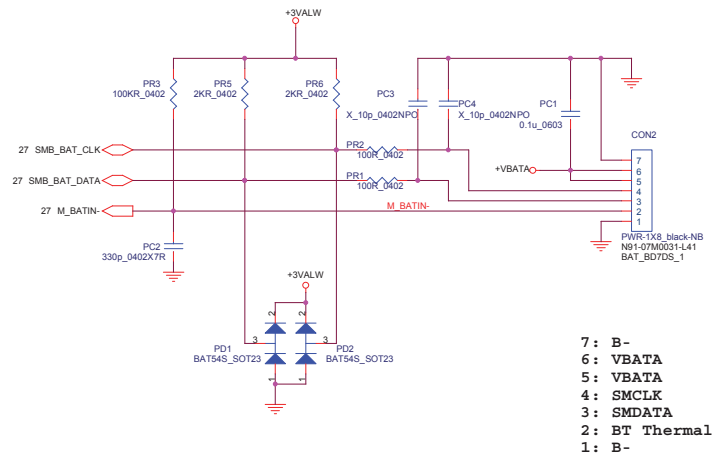 +3VALW
PR3
100KR_0402
PR5
2KR_0402
PR6
2KR_0402
PC3
X_10p_0402NPO
PC4
X_10p_0402NPO
PC1
0.1u_0603
CON2
27 SMB_BAT_CLK
PR2
100R_0402
+VBATA
7
6
5
4
3
2
1
27 SMB_BAT_DATA
PR1
100R_0402
27 M_BATIN-
M_BATIN-
PC2
330p_0402X7R
PWR-1X8_black-NB
N91-07M0031-L41
BAT_BD7DS_1
+3VALW
2
2
3
3
PD1
BAT54S_SOT23
PD2
BAT54S_SOT23
1
1
7: B-
6: VBATA
5: VBATA
4: SMCLK
3: SMDATA
2: BT Thermal
1: B-